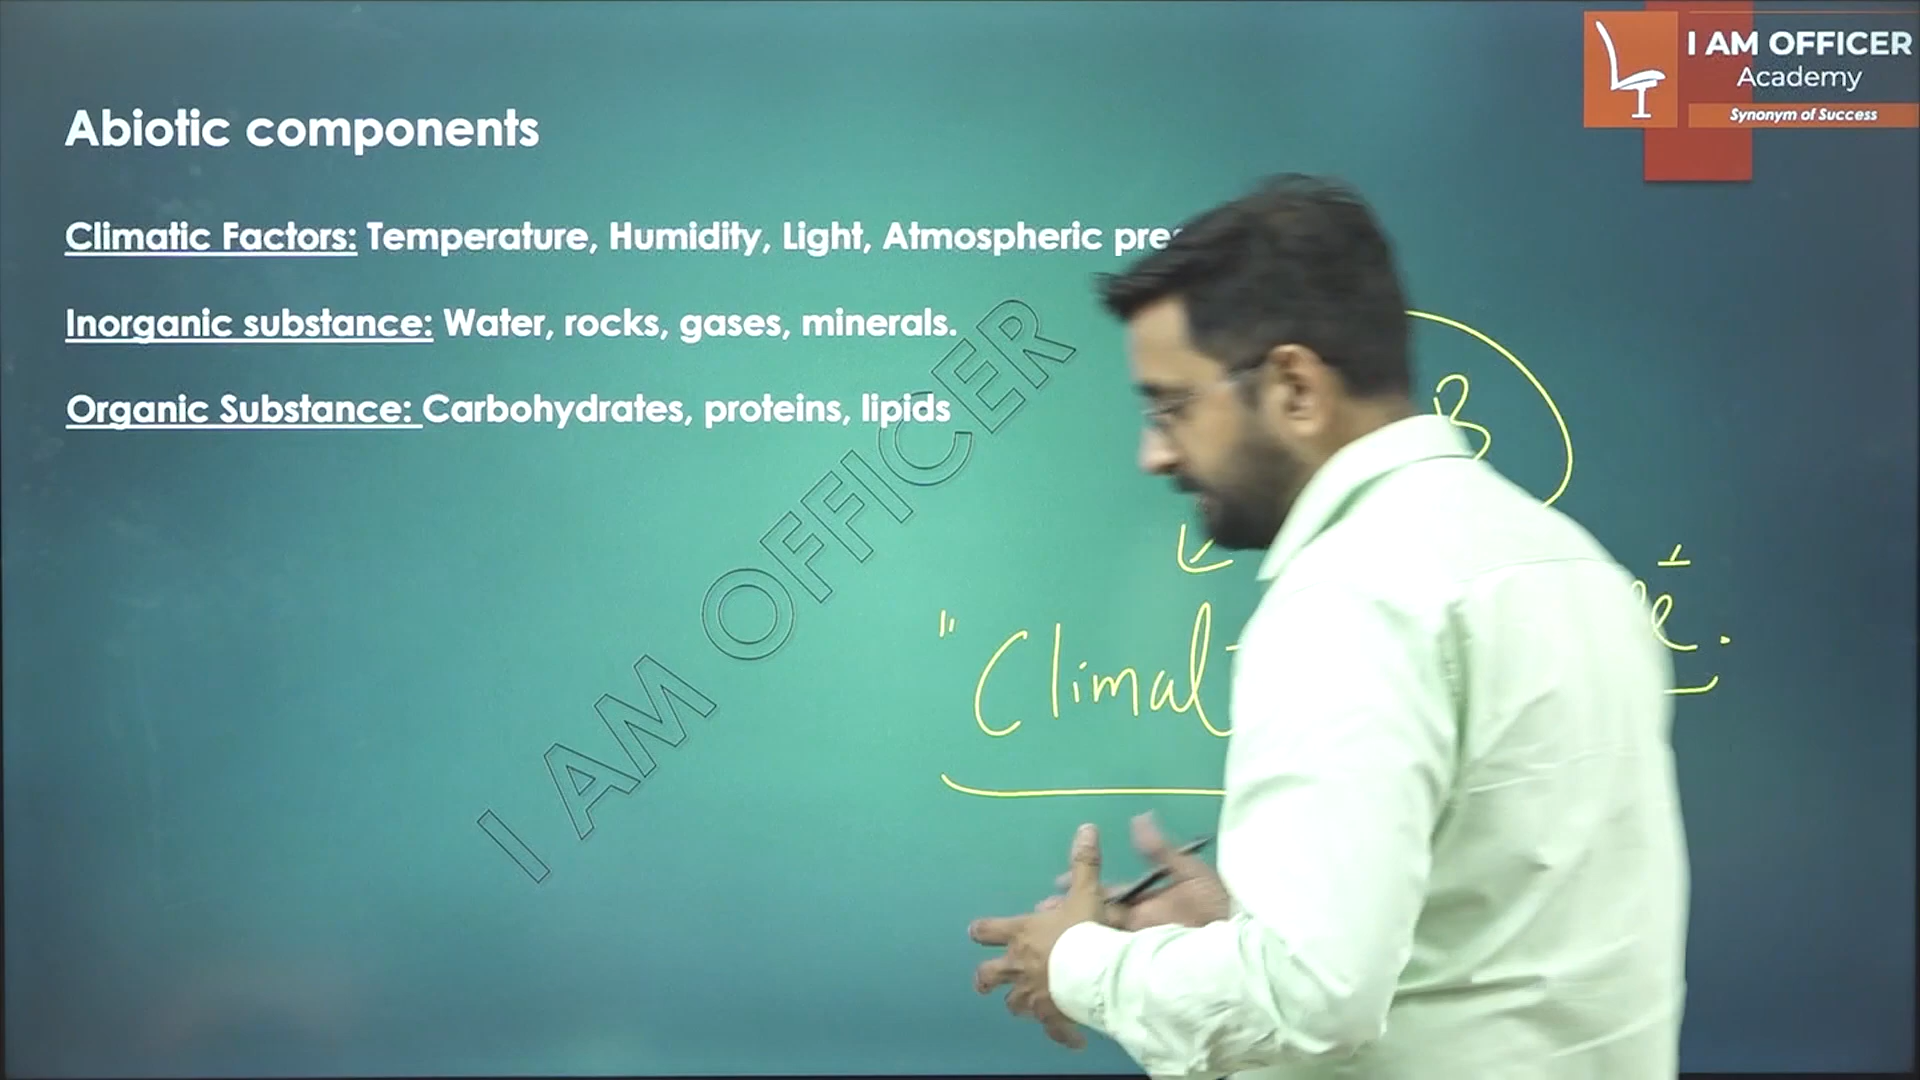 I AM OFFICER
Academy
Synonym of Success
Abiotic components
Climatic Factors: Temperature, Humidity, Light, Atmospheric pres
Inorganic substance: Water, rocks, gases, minerals.
Organic Substance: Carbohydrates, proteins, lipids
I AM OFFICER
B
"Climat